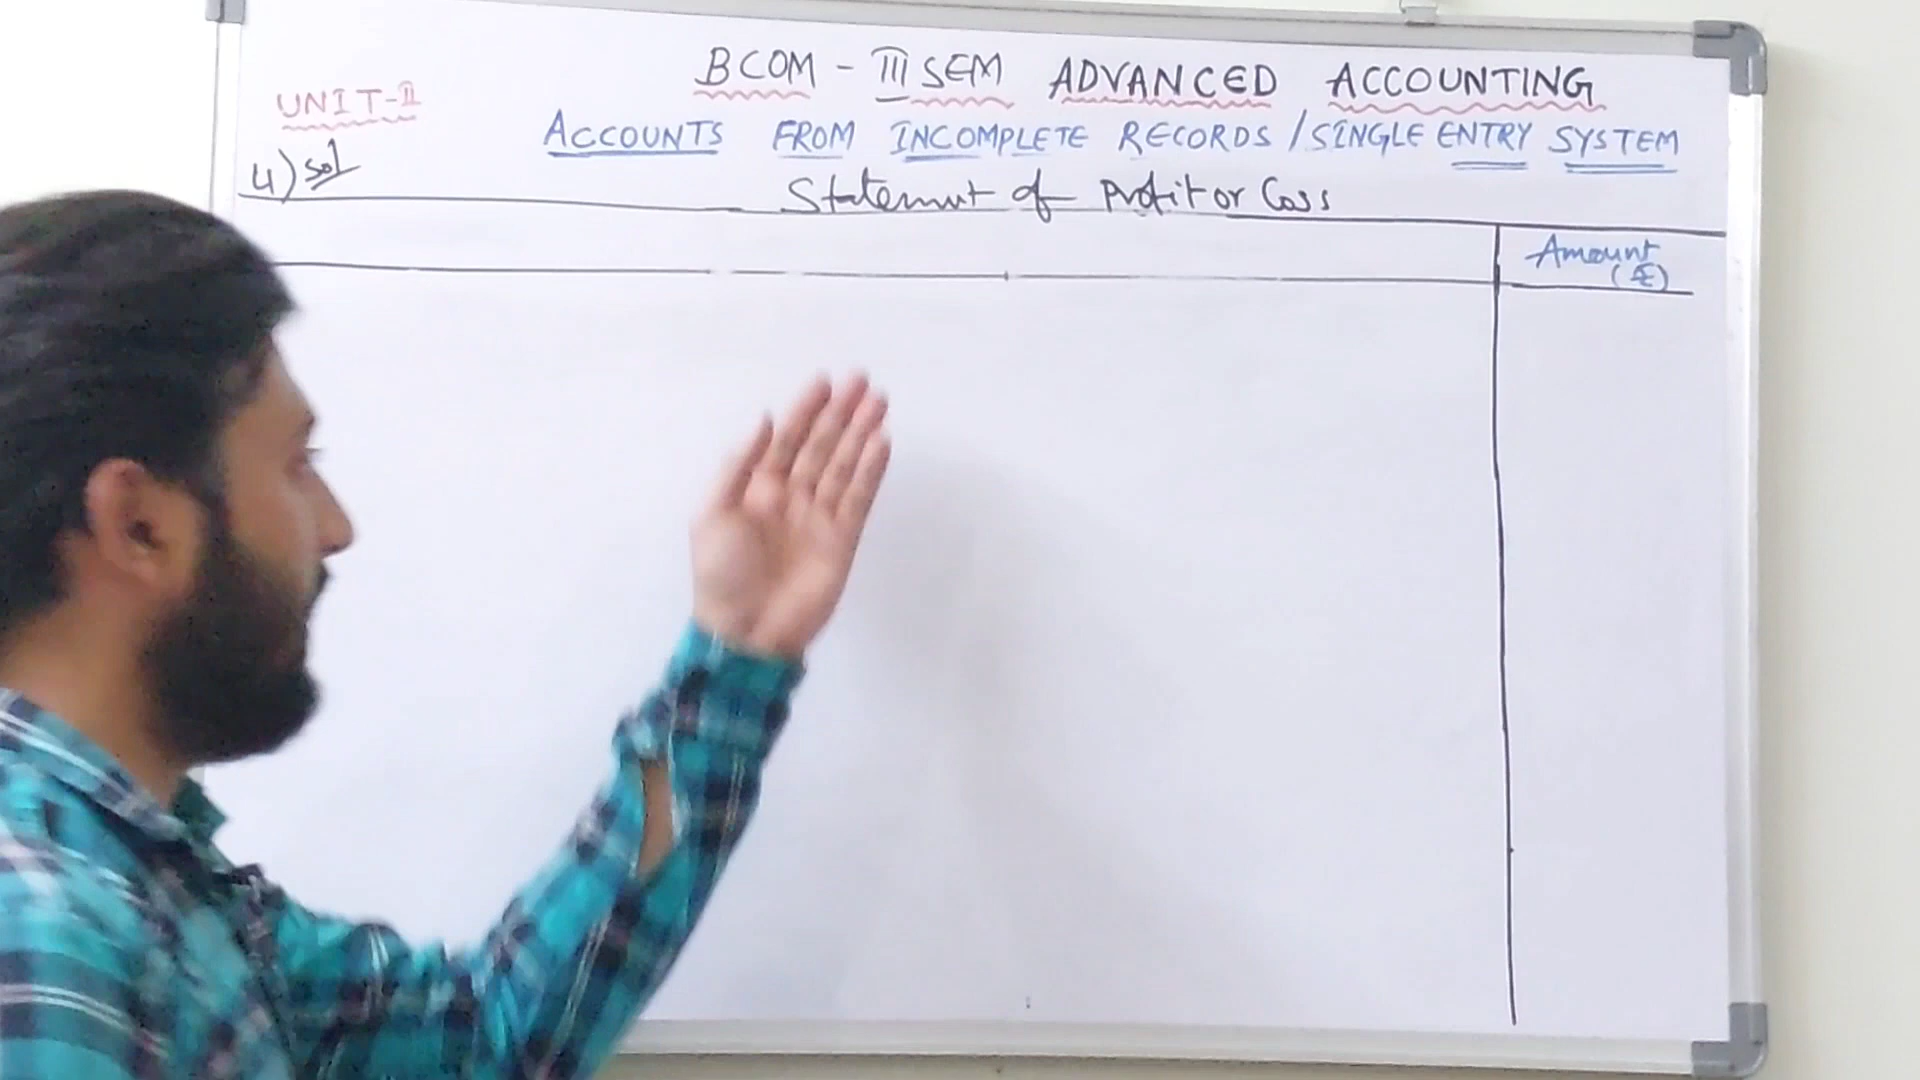 BCOM - III SEM ADVANCED ACCOUNTING
UNIT-II
ACCOUNTS FROM INCOMPLETE RECORDS / SINGLE ENTRY SYSTEM
4) sol
Statement of Profit or Loss
Amount
(₹)